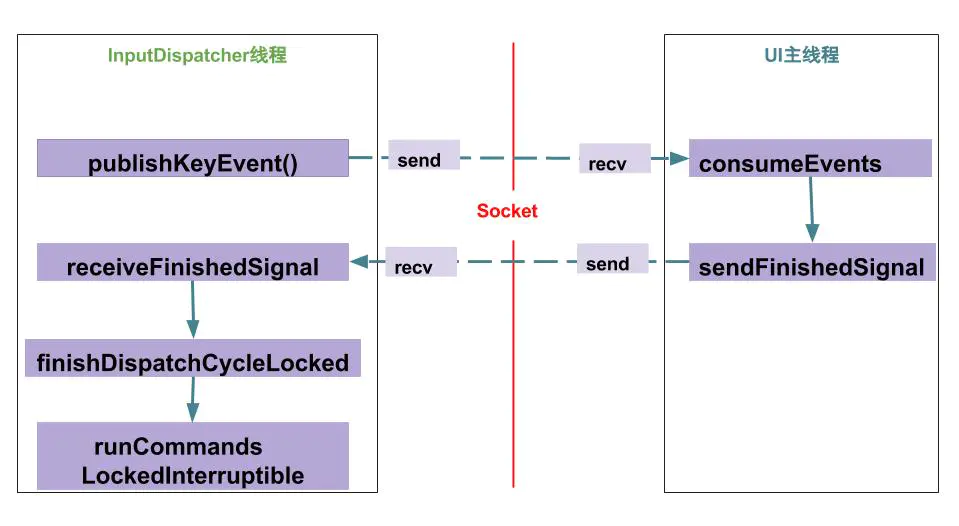 InputDispatcher线程
UI主线程
publishKeyEvent()
send
recv
consumeEvents
Socket
receiveFinishedSignal
recv
send
sendFinishedSignal
finishDispatchCycleLocked
runCommands
LockedInterruptible